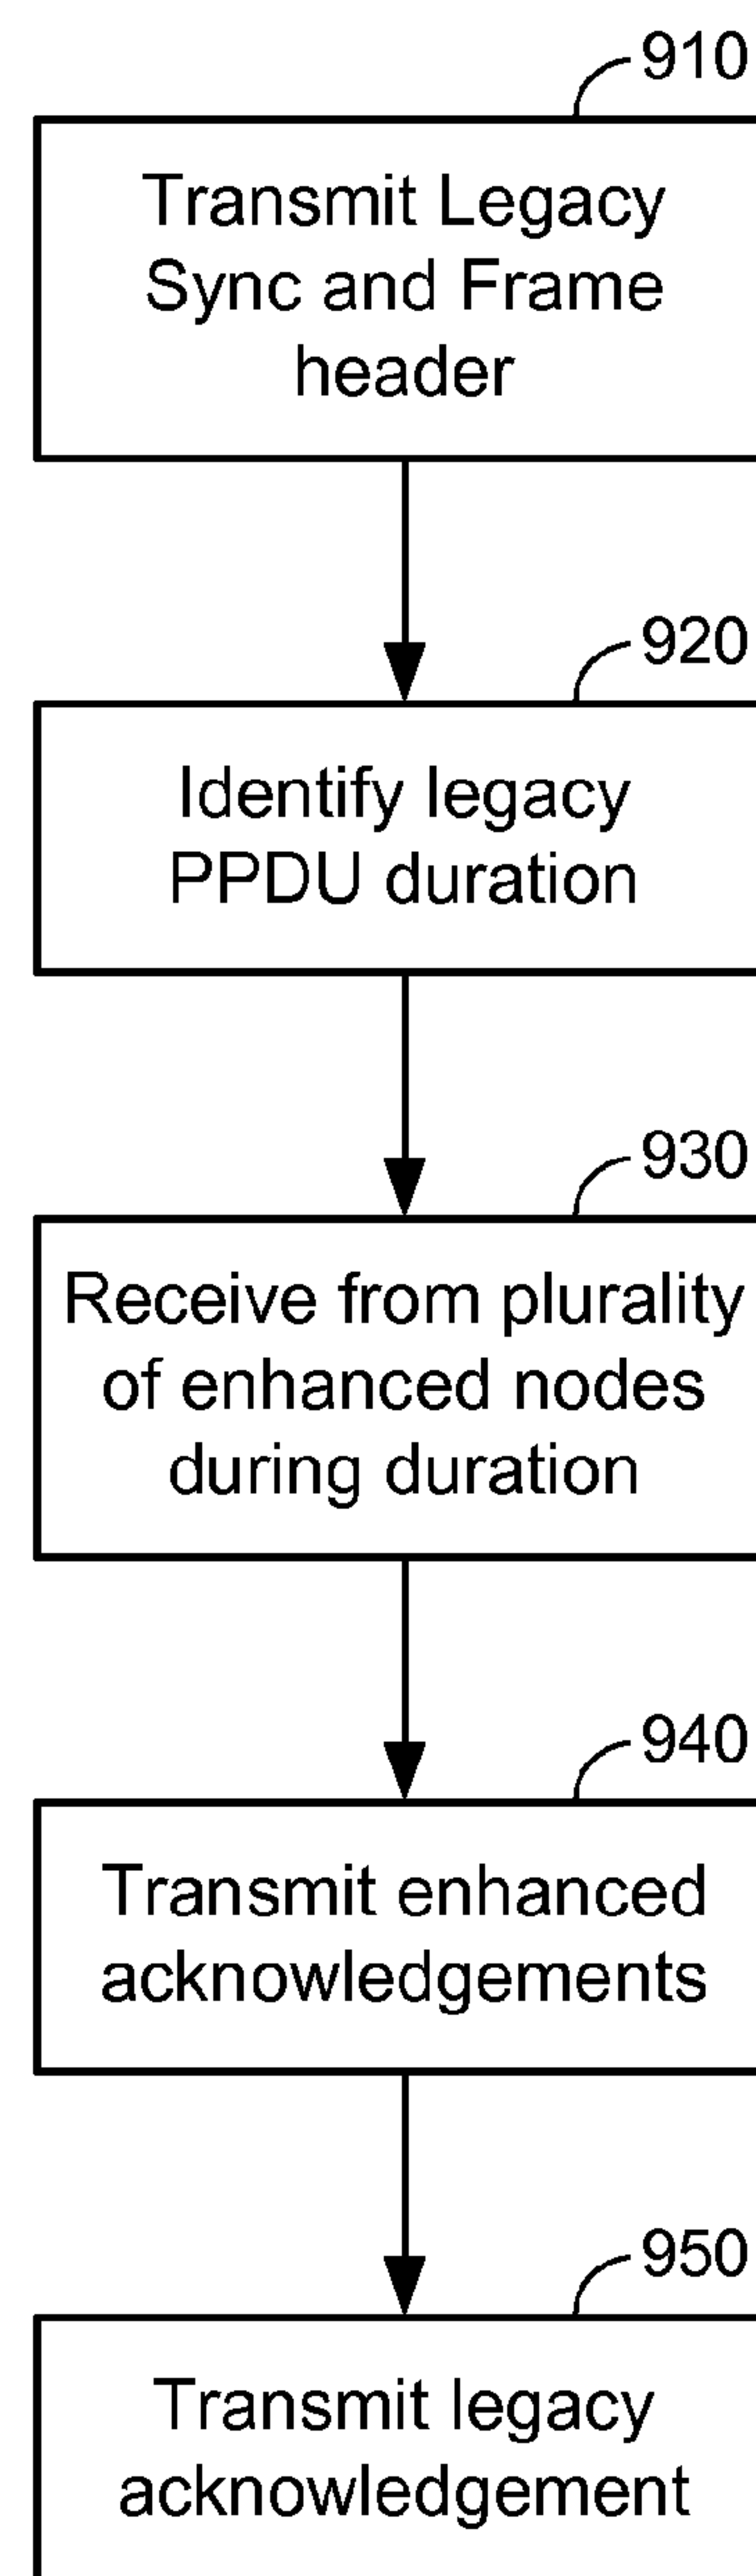 910
Transmit Legacy
Sync and Frame
header
920
Identify legacy
PPDU duration
930
Receive from plurality
of enhanced nodes
during duration
940
Transmit enhanced
acknowledgements
950
Transmit legacy
acknowledgement